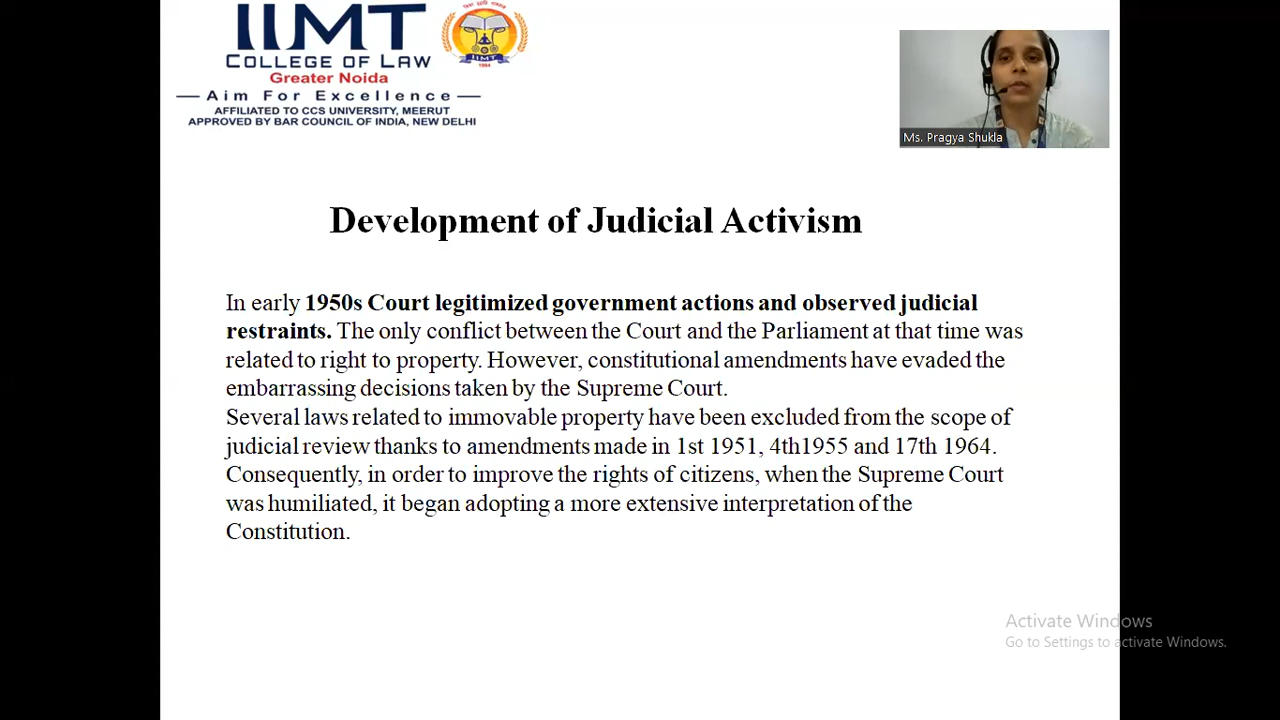 IIMT
COLLEGE OF LAW
Greater Noida
Aim For Excellence
AFFILIATED TO CCS UNIVERSITY, MEERUT
APPROVED BY BAR COUNCIL OF INDIA, NEW DELHI
IIMT
1994
Ms. Pragya Shukla
Development of Judicial Activism
In early 1950s Court legitimized government actions and observed judicial
restraints. The only conflict between the Court and the Parliament at that time was
related to right to property. However, constitutional amendments have evaded the
embarrassing decisions taken by the Supreme Court.
Several laws related to immovable property have been excluded from the scope of
judicial review thanks to amendments made in 1st 1951, 4th1955 and 17th 1964.
Consequently, in order to improve the rights of citizens, when the Supreme Court
was humiliated, it began adopting a more extensive interpretation of the
Constitution.
Activate Windows
Go to Settings to activate Windows.